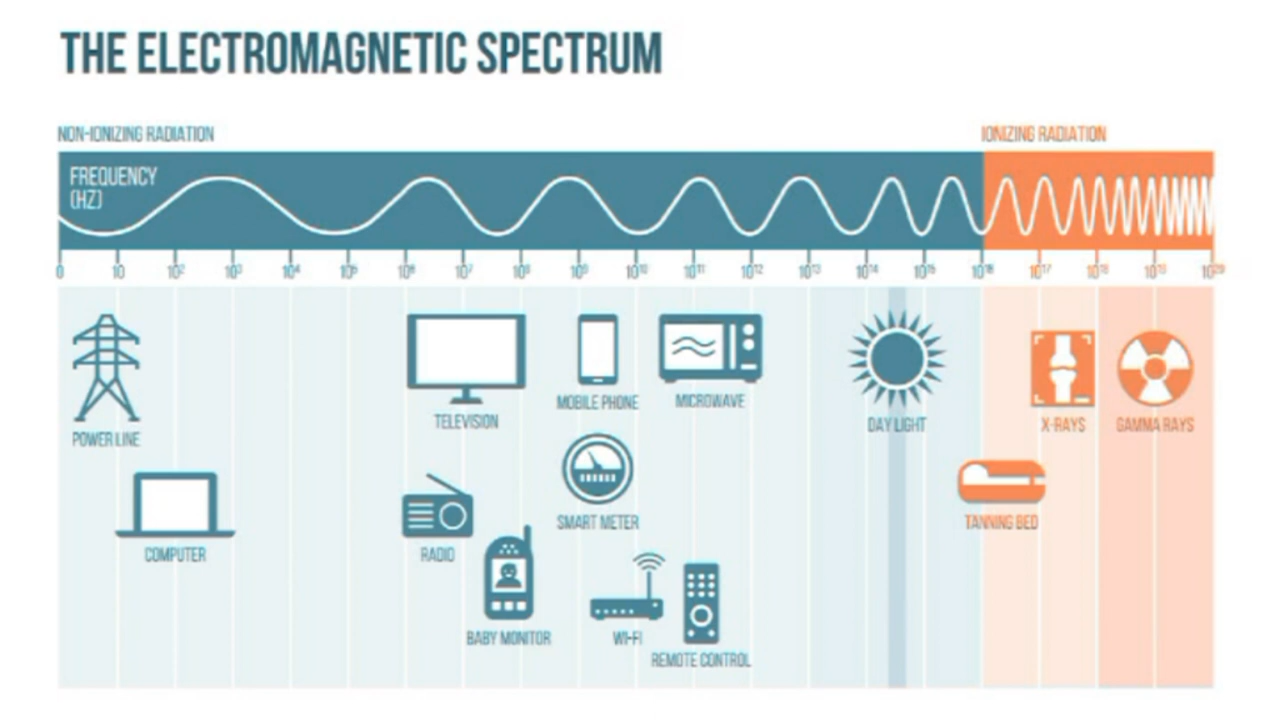 THE ELECTROMAGNETIC SPECTRUM
NON-IONIZING RADIATION
IONIZING RADIATION
FREQUENCY
(HZ)
0 10 10² 10³ 10⁴ 10⁵ 10⁶ 10⁷ 10⁸ 10⁹ 10¹⁰ 10¹¹ 10¹² 10¹³ 10¹⁴ 10¹⁵ 10¹⁶ 10¹⁷ 10¹⁸ 10¹⁹ 10²⁰
POWER LINE
COMPUTER
TELEVISION
RADIO
BABY MONITOR
MOBILE PHONE
SMART METER
WI-FI
MICROWAVE
REMOTE CONTROL
DAY LIGHT
TANNING BED
X-RAYS
GAMMA RAYS